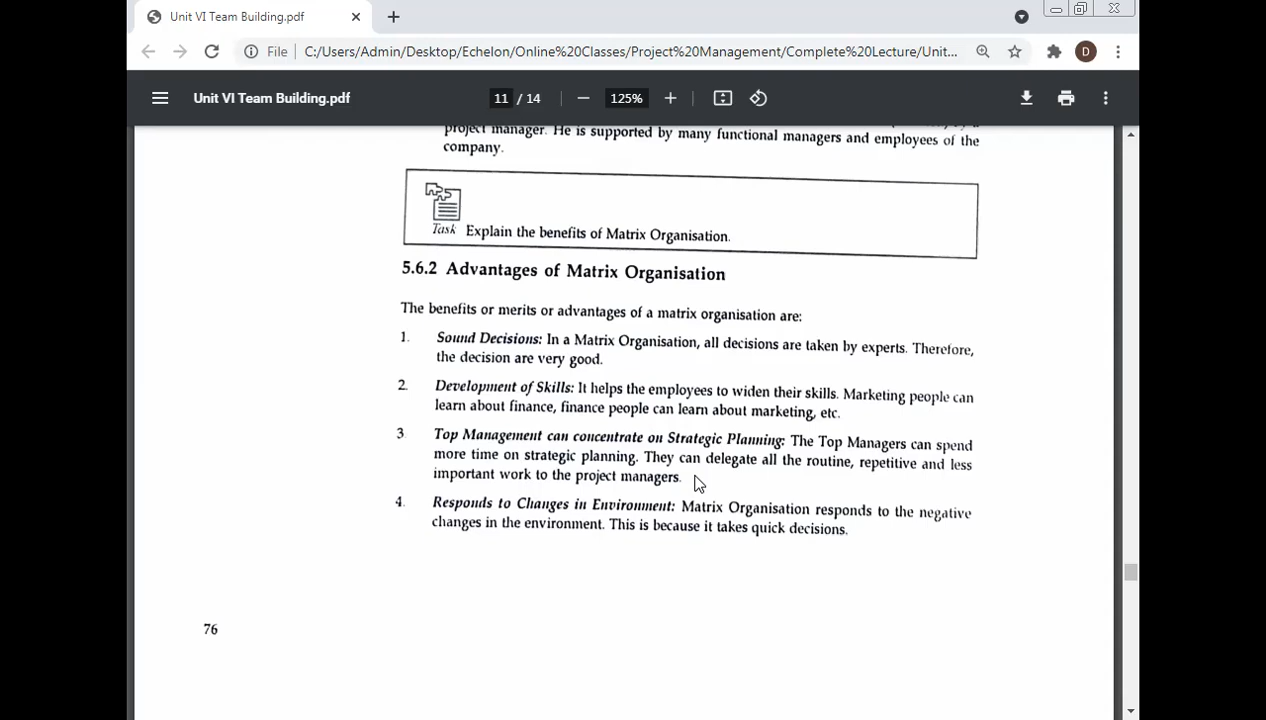 Unit VI Team Building.pdf
File C:/Users/Admin/Desktop/Echelon/Online%20Classes/Project%20Management/Complete%20Lecture/Unit... D
Unit VI Team Building.pdf 11 / 14 125%
project manager. He is supported by many functional managers and employees of the
company.
Task Explain the benefits of Matrix Organisation.
5.6.2 Advantages of Matrix Organisation
The benefits or merits or advantages of a matrix organisation are:
1. Sound Decisions: In a Matrix Organisation, all decisions are taken by experts. Therefore,
the decision are very good.
2. Development of Skills: It helps the employees to widen their skills. Marketing people can
learn about finance, finance people can learn about marketing, etc.
3 Top Management can concentrate on Strategic Planning: The Top Managers can spend
more time on strategic planning. They can delegate all the routine, repetitive and less
important work to the project managers.
4. Responds to Changes in Environment: Matrix Organisation responds to the negative
changes in the environment. This is because it takes quick decisions.
76